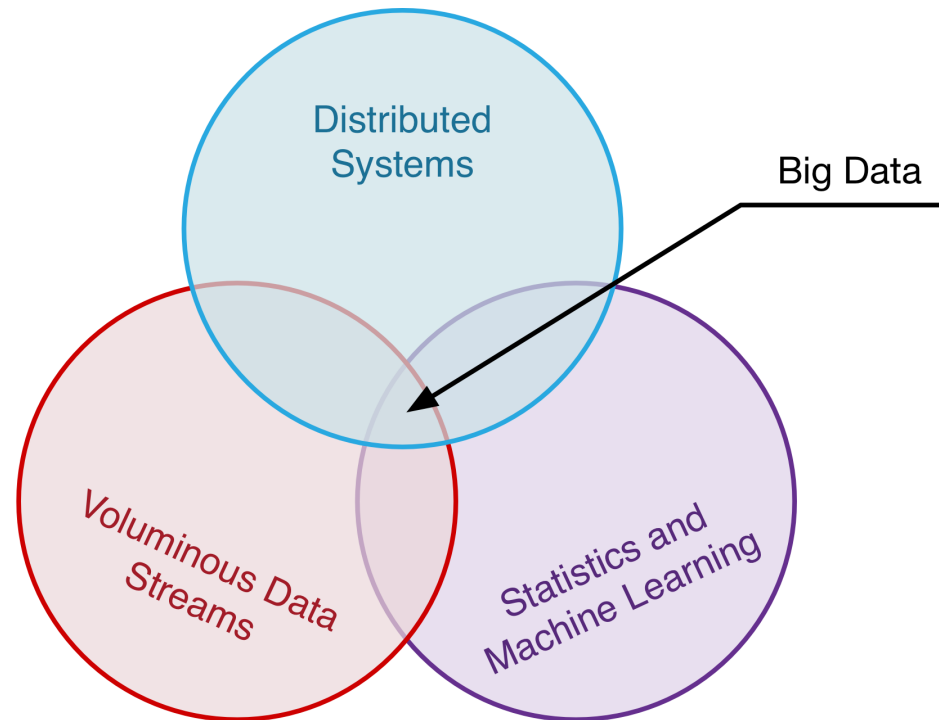 Distributed
Systems
Big Data
Voluminous Data
Streams
Statistics and
Machine Learning